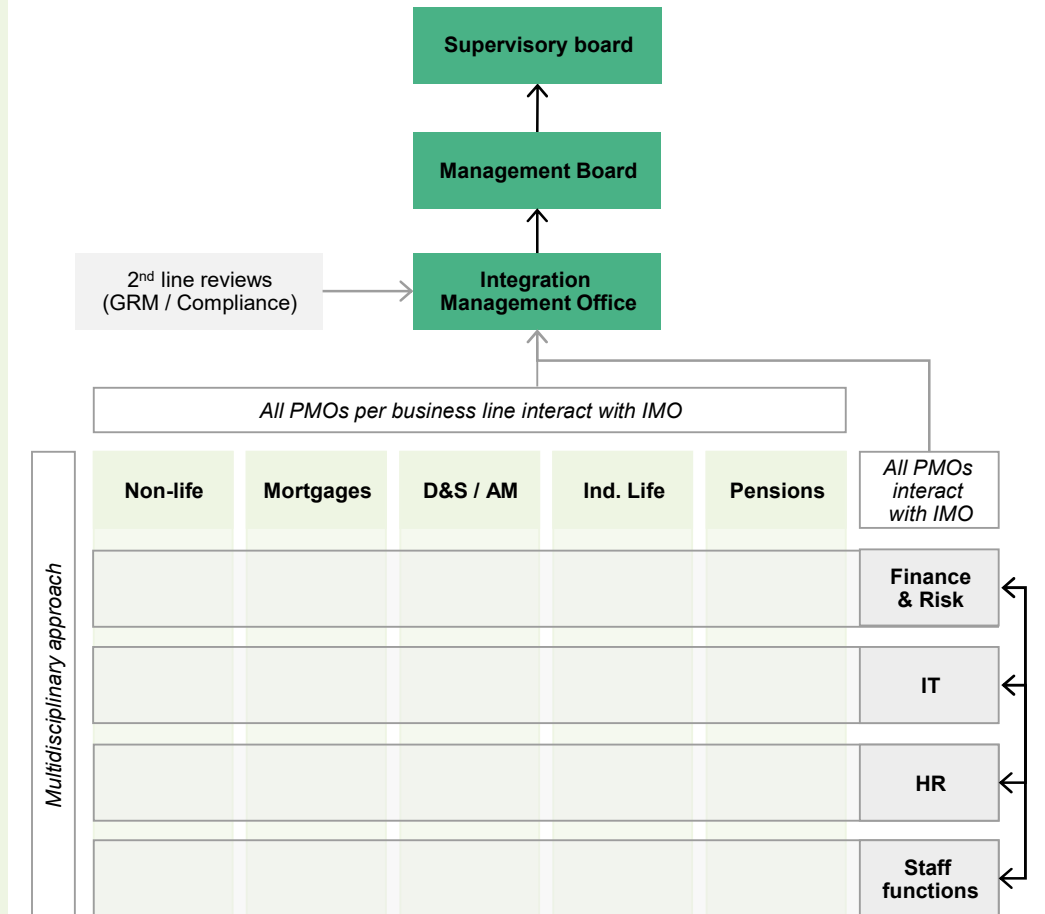 Supervisory board
Management Board
2nd line reviews
(GRM / Compliance)
Integration
Management Office
All PMOs per business line interact with IMO
Non-life
Mortgages
D&S / AM
Ind. Life
Pensions
All PMOs
interact
with IMO
Multidisciplinary approach
Finance
& Risk
IT
HR
Staff
functions